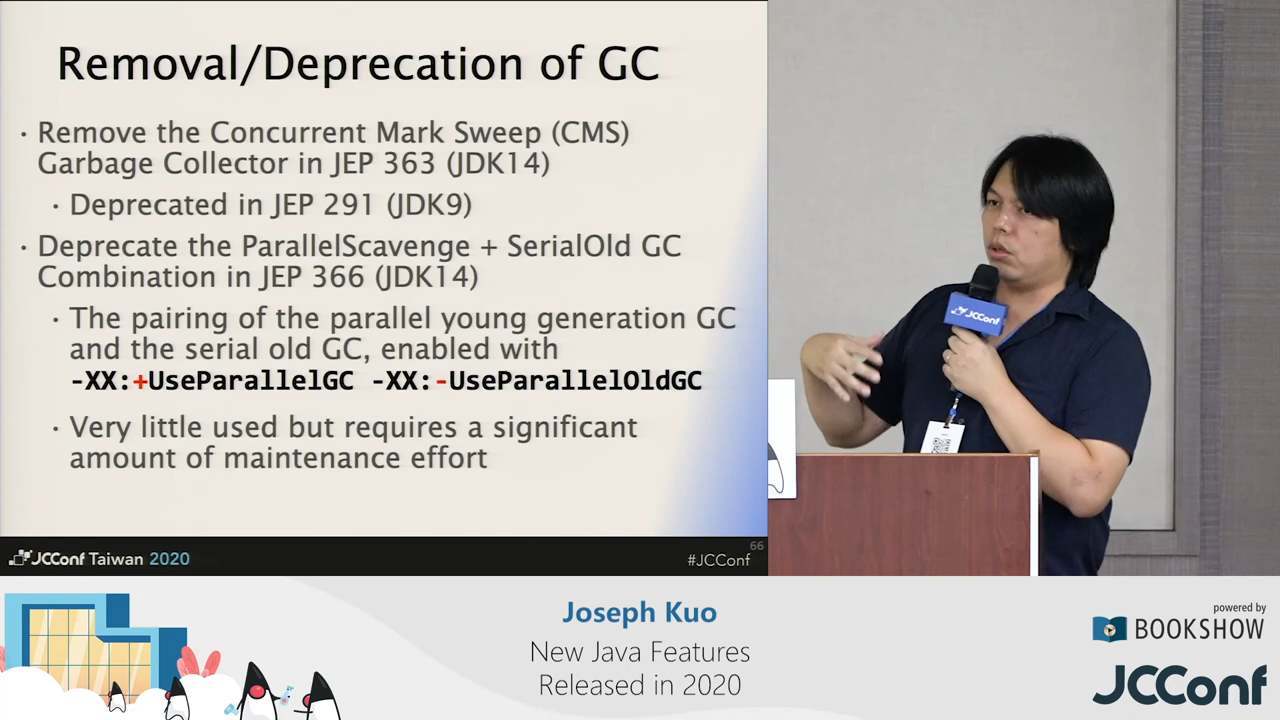 Removal/Deprecation of GC
· Remove the Concurrent Mark Sweep (CMS)
Garbage Collector in JEP 363 (JDK14)
· Deprecated in JEP 291 (JDK9)
· Deprecate the ParallelScavenge + SerialOld GC
Combination in JEP 366 (JDK14)
· The pairing of the parallel young generation GC
and the serial old GC, enabled with
-XX:+UseParallelGC -XX:-UseParallelOldGC
· Very little used but requires a significant
amount of maintenance effort
JCConf Taiwan 2020
#JCConf
66
JCConf
Joseph Kuo
New Java Features
Released in 2020
powered by
BOOKSHOW
JCConf